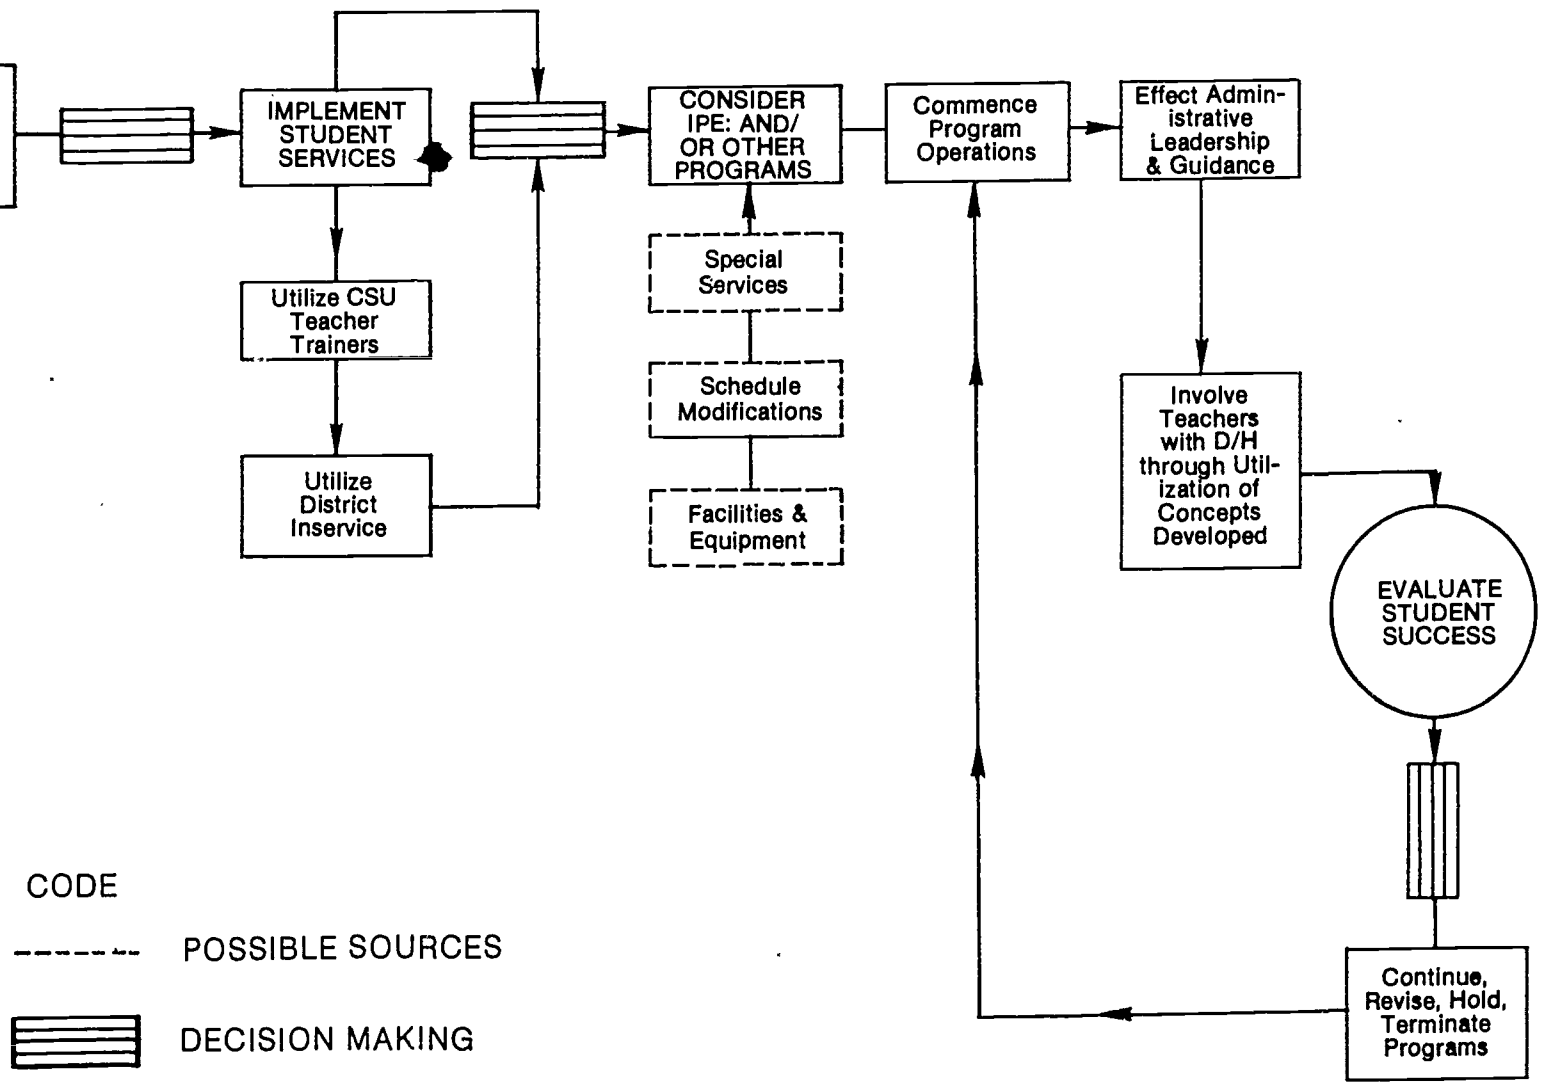 IMPLEMENT
STUDENT
SERVICES
Utilize CSU
Teacher
Trainers
Utilize
District
Inservice
CONSIDER
IPE: AND/
OR OTHER
PROGRAMS
Special
Services
Schedule
Modifications
Facilities &
Equipment
Commence
Program
Operations
Effect Admin-
istrative
Leadership
& Guidance
Involve
Teachers
with D/H
through Util-
ization of
Concepts
Developed
EVALUATE
STUDENT
SUCCESS
Continue,
Revise, Hold,
Terminate
Programs
CODE
POSSIBLE SOURCES
DECISION MAKING